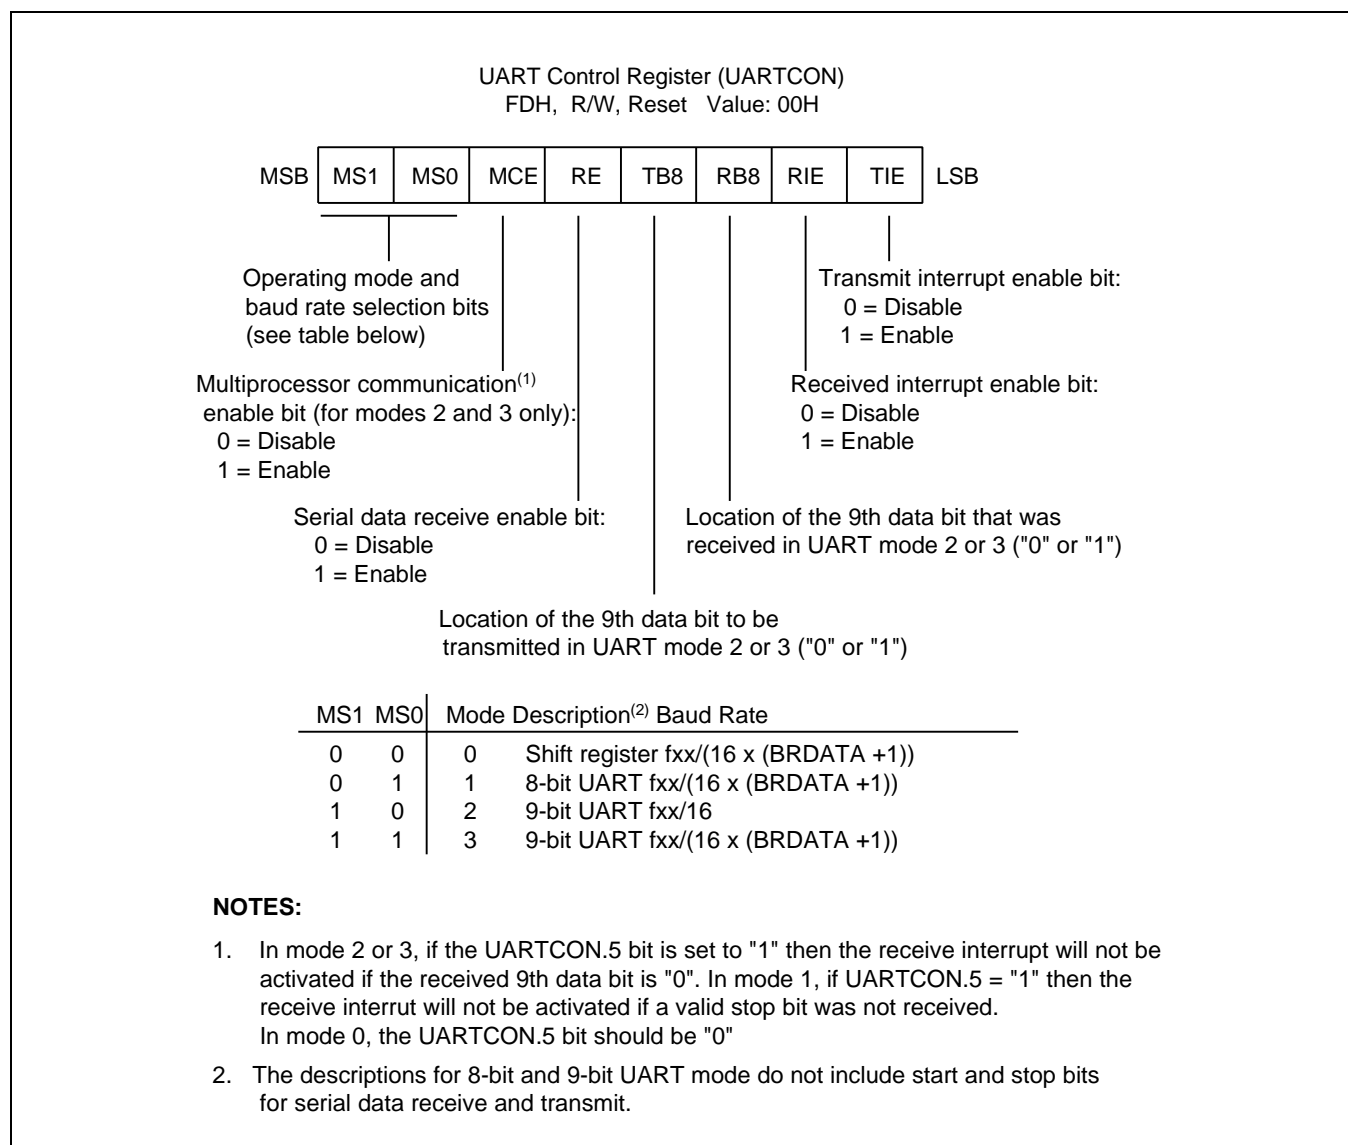 UART Control Register (UARTCON)
FDH, R/W, Reset Value: 00H
MSB MS1 MS0 MCE RE TB8 RB8 RIE TIE LSB
Operating mode and
baud rate selection bits
(see table below)
Transmit interrupt enable bit:
0 = Disable
1 = Enable
Multiprocessor communication(1)
enable bit (for modes 2 and 3 only):
0 = Disable
1 = Enable
Received interrupt enable bit:
0 = Disable
1 = Enable
Serial data receive enable bit:
0 = Disable
1 = Enable
Location of the 9th data bit that was
received in UART mode 2 or 3 ("0" or "1")
Location of the 9th data bit to be
transmitted in UART mode 2 or 3 ("0" or "1")
MS1 MS0 Mode Description(2) Baud Rate
0 0 0 Shift register fxx/(16 x (BRDATA +1))
0 1 1 8-bit UART fxx/(16 x (BRDATA +1))
1 0 2 9-bit UART fxx/16
1 1 3 9-bit UART fxx/(16 x (BRDATA +1))
NOTES:
1. In mode 2 or 3, if the UARTCON.5 bit is set to "1" then the receive interrupt will not be
activated if the received 9th data bit is "0". In mode 1, if UARTCON.5 = "1" then the
receive interrut will not be activated if a valid stop bit was not received.
In mode 0, the UARTCON.5 bit should be "0"
2. The descriptions for 8-bit and 9-bit UART mode do not include start and stop bits
for serial data receive and transmit.